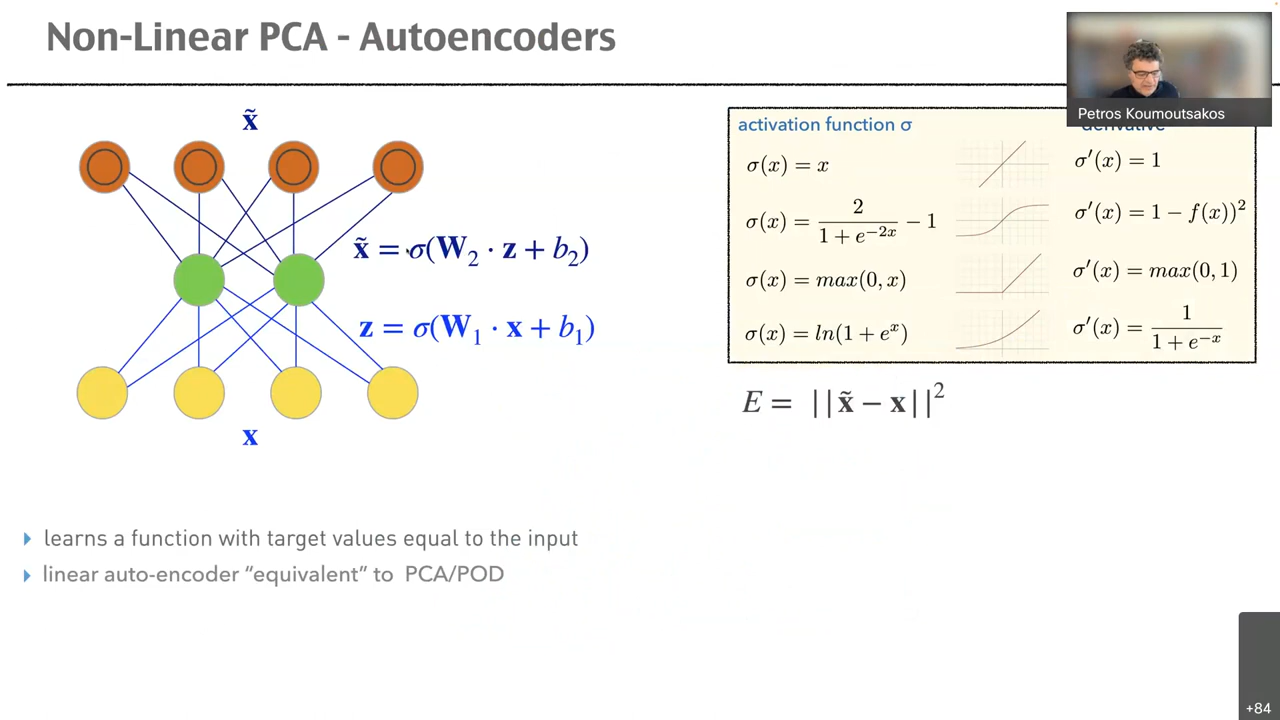 Non-Linear PCA - Autoencoders
Petros Koumoutsakos
x̃
x̃ = σ(W₂ · z + b₂)
z = σ(W₁ · x + b₁)
x
activation function σ
derivative
σ(x) = x
σ′(x) = 1
σ(x) = 2 / (1 + e^{-2x}) − 1
σ′(x) = 1 − f(x))²
σ(x) = max(0, x)
σ′(x) = max(0, 1)
σ(x) = ln(1 + eˣ)
σ′(x) = 1 / (1 + e^{-x})
E = ||x̃ − x||²
learns a function with target values equal to the input
linear auto-encoder “equivalent” to PCA/POD
+84